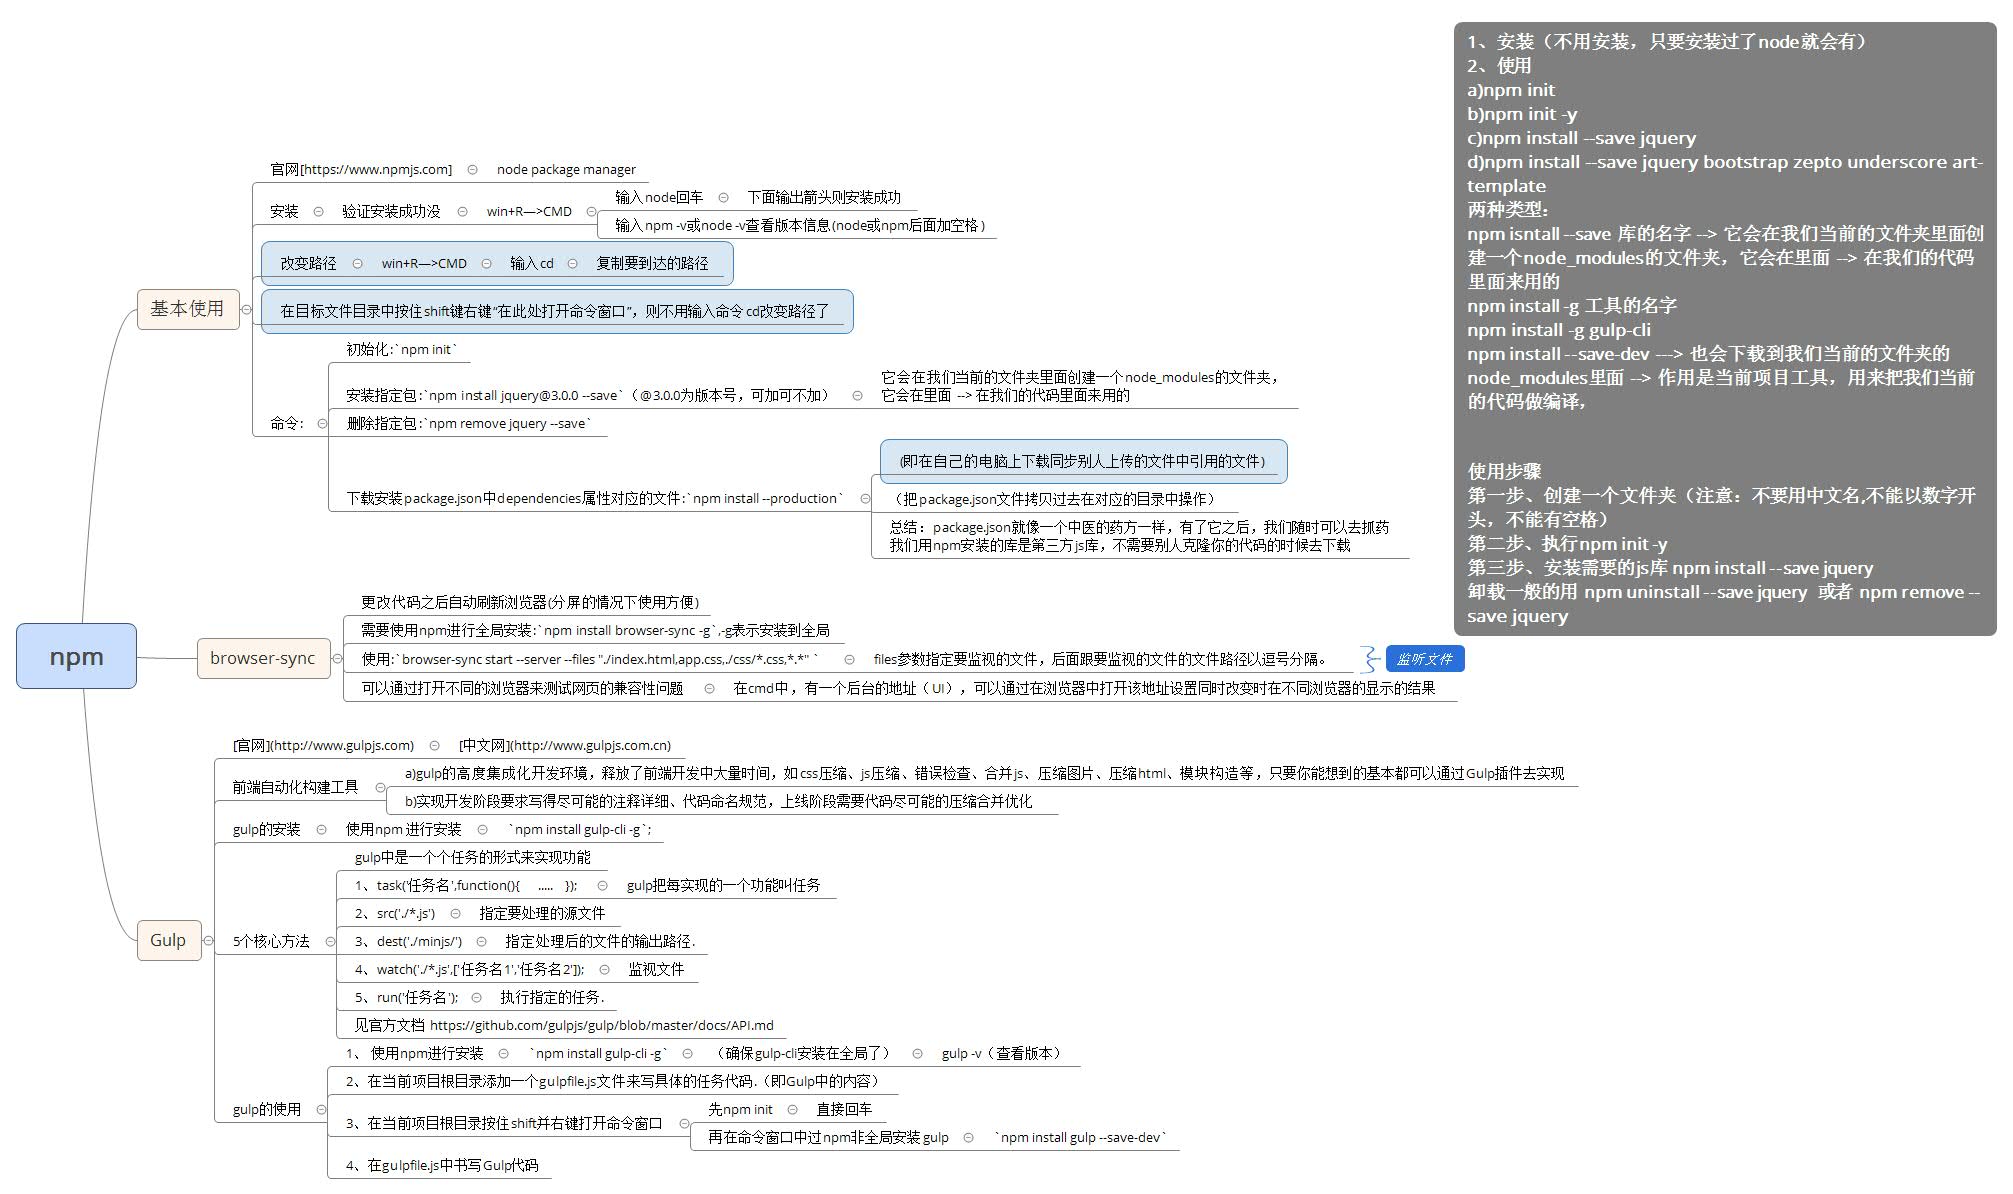 npm
基本使用
官网[https://www.npmjs.com]
node package manager
安装
验证安装成功没
win+R—>CMD
输入node回车
下面输出箭头则安装成功
输入npm -v或node -v查看版本信息(node或npm后面加空格)
改变路径
win+R—>CMD
输入cd
复制要到达的路径
在目标文件目录中按住shift键右键“在此处打开命令窗口”，则不用输入命令cd改变路径了
命令:
初始化:`npm init`
安装指定包:`npm install jquery@3.0.0 --save`（@3.0.0为版本号，可加可不加）
它会在我们当前的文件夹里面创建一个node_modules的文件夹，
它会在里面 --> 在我们的代码里面来用的
删除指定包:`npm remove jquery --save`
下载安装package.json中dependencies属性对应的文件:`npm install --production`
(即在自己的电脑上下载同步别人上传的文件中引用的文件)
（把package.json文件拷贝过去在对应的目录中操作）
总结：package.json就像一个中医的药方一样，有了它之后，我们随时可以去抓药
我们用npm安装的库是第三方js库，不需要别人克隆你的代码的时候去下载
browser-sync
更改代码之后自动刷新浏览器(分屏的情况下使用方便)
需要使用npm进行全局安装:`npm install browser-sync -g`,-g表示安装到全局
使用:`browser-sync start --server --files "./index.html,app.css,./css/*.css,*.*" `
files参数指定要监视的文件，后面跟要监视的文件的文件路径以逗号分隔。
监听文件
可以通过打开不同的浏览器来测试网页的兼容性问题
在cmd中，有一个后台的地址（UI），可以通过在浏览器中打开该地址设置同时改变时在不同浏览器的显示的结果
Gulp
[官网](http://www.gulpjs.com)
[中文网](http://www.gulpjs.com.cn)
前端自动化构建工具
a)gulp的高度集成化开发环境，释放了前端开发中大量时间，如css压缩、js压缩、错误检查、合并js、压缩图片、压缩html、模块构造等，只要你能想到的基本都可以通过Gulp插件去实现
b)实现开发阶段要求写得尽可能的注释详细、代码命名规范，上线阶段需要代码尽可能的压缩合并优化
gulp的安装
使用npm 进行安装
`npm install gulp-cli -g`;
5个核心方法
gulp中是一个个任务的形式来实现功能
1、task('任务名',function(){ ..... });
gulp把每实现的一个功能叫任务
2、src('./*.js')
指定要处理的源文件
3、dest('./minjs/')
指定处理后的文件的输出路径.
4、watch('./*.js',['任务名1','任务名2']);
监视文件
5、run('任务名');
执行指定的任务.
见官方文档 https://github.com/gulpjs/gulp/blob/master/docs/API.md
gulp的使用
1、 使用npm进行安装
`npm install gulp-cli -g`
（确保gulp-cli安装在全局了）
gulp -v（查看版本）
2、在当前项目根目录添加一个gulpfile.js文件来写具体的任务代码.（即Gulp中的内容）
3、在当前项目根目录按住shift并右键打开命令窗口
先npm init
直接回车
再在命令窗口中过npm非全局安装gulp
`npm install gulp --save-dev`
4、在gulpfile.js中书写Gulp代码
1、安装（不用安装，只要安装过了node就会有）
2、使用
a)npm init
b)npm init -y
c)npm install --save jquery
d)npm install --save jquery bootstrap zepto underscore art-
template
两种类型：
npm isntall --save 库的名字 --> 它会在我们当前的文件夹里面创
建一个node_modules的文件夹，它会在里面 --> 在我们的代码
里面来用的
npm install -g 工具的名字
npm install -g gulp-cli
npm install --save-dev ---> 也会下载到我们当前的文件夹的
node_modules里面 --> 作用是当前项目工具，用来把我们当前
的代码做编译，
使用步骤
第一步、创建一个文件夹（注意：不要用中文名,不能以数字开
头，不能有空格）
第二步、执行npm init -y
第三步、安装需要的js库 npm install --save jquery
卸载一般的用 npm uninstall --save jquery 或者 npm remove --
save jquery